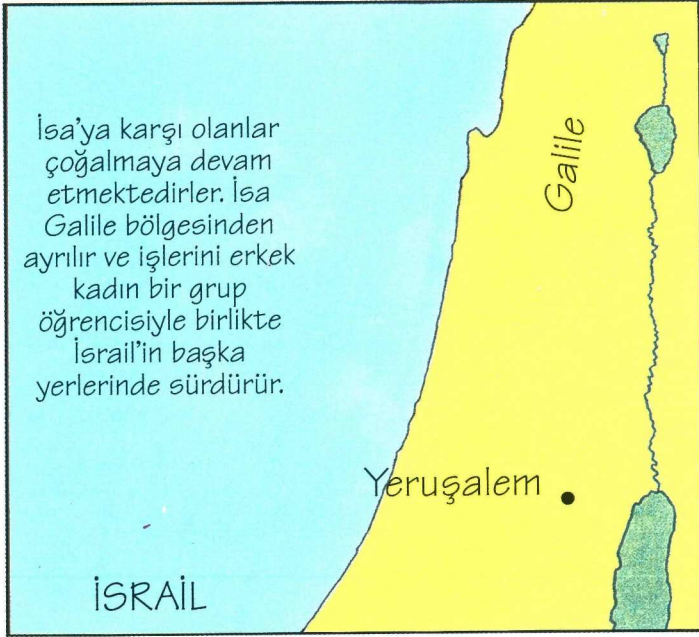 İsa'ya karşı olanlar
çoğalmaya devam
etmektedirler. İsa
Galile bölgesinden
ayrılır ve işlerini erkek
kadın bir grup
öğrencisiyle birlikte
İsrail'in başka
yerlerinde sürdürür.
Galile
Yeruşalem
İSRAİL